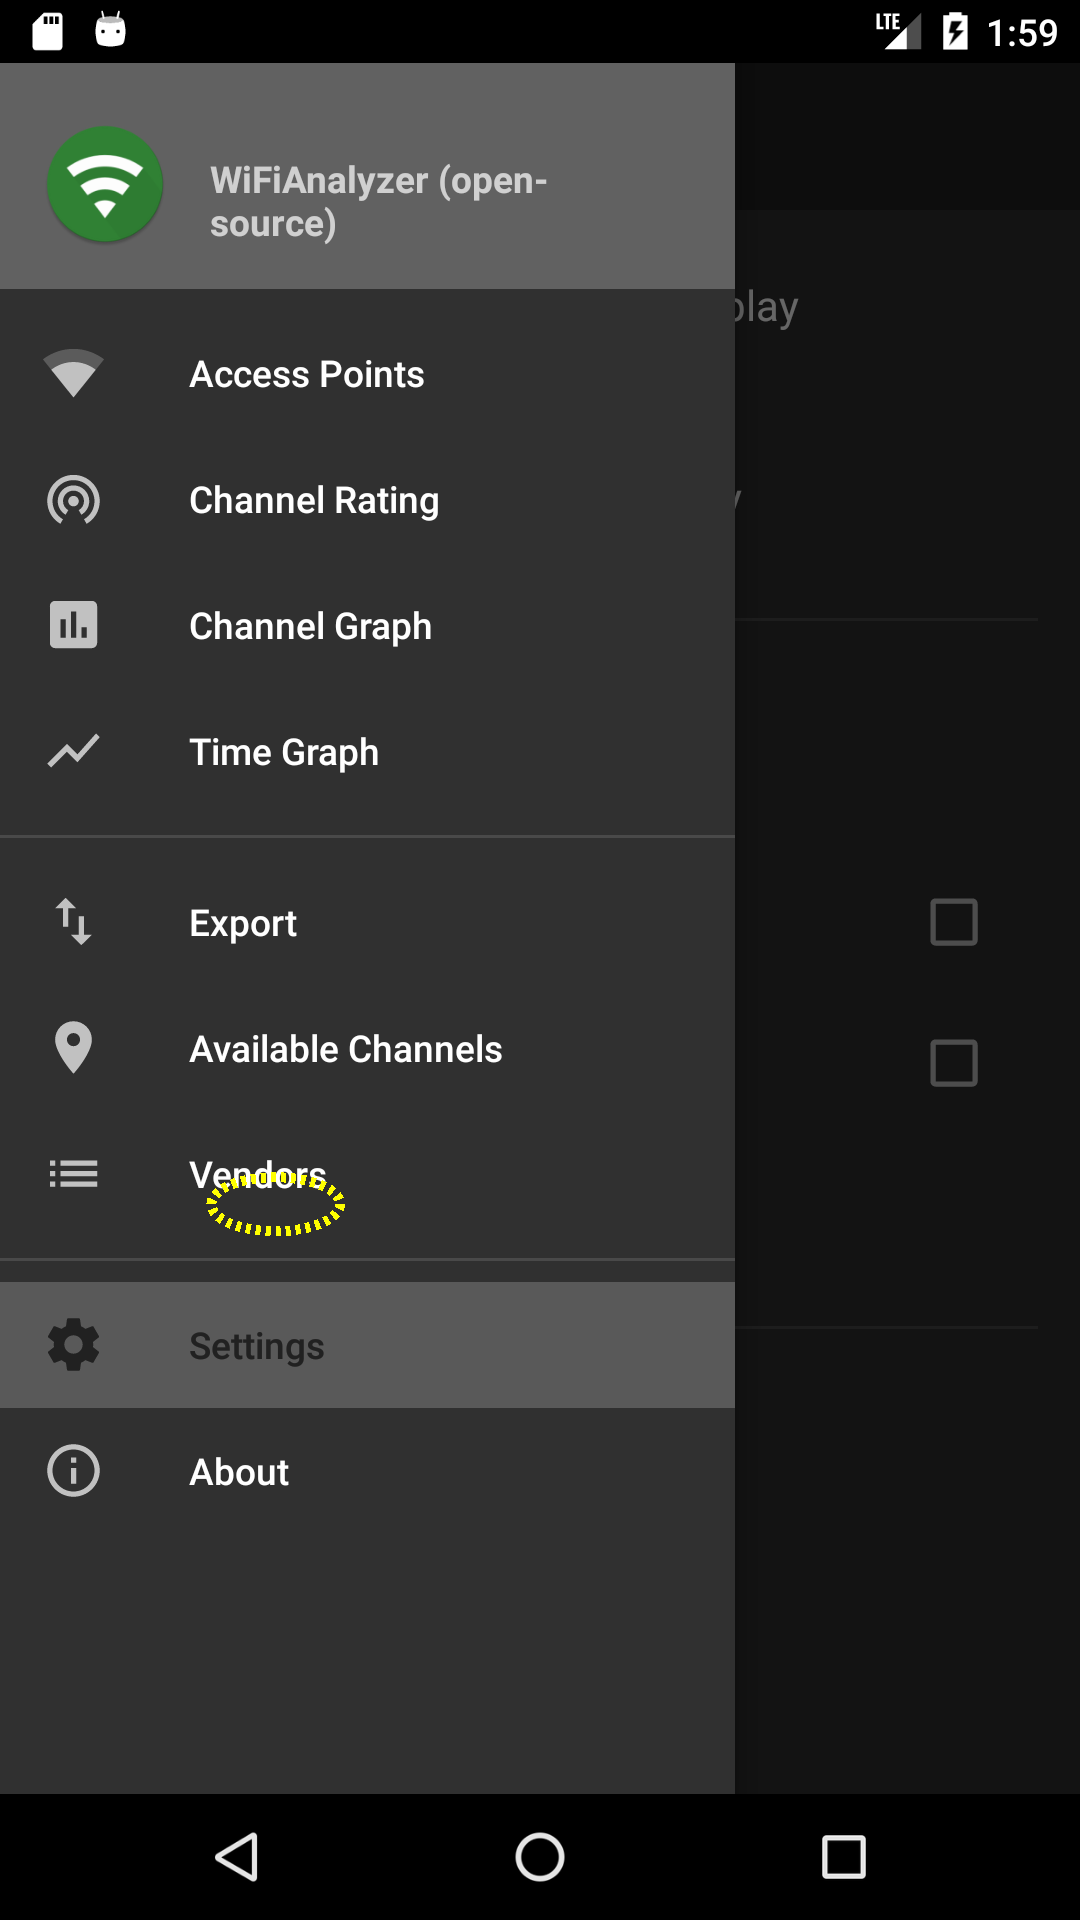 LTE 1:59
WiFiAnalyzer (open-
source)
play
Access Points
Channel Rating
y
Channel Graph
Time Graph
Export
Available Channels
Vendors
Settings
About